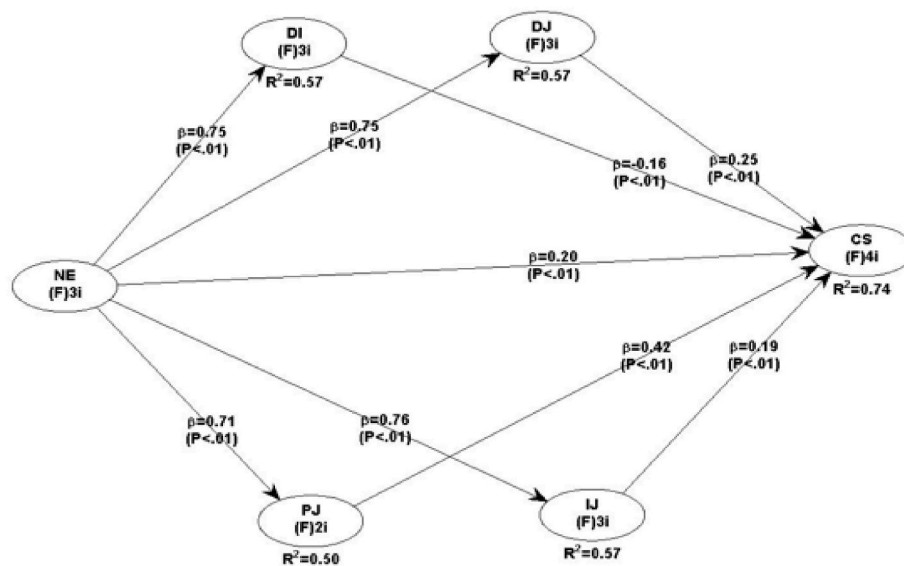 DI
(F)3i
R²=0.57
DJ
(F)3i
R²=0.57
β=0.75
(P<.01)
β=0.75
(P<.01)
β=-0.16
(P<.01)
β=0.25
(P<.01)
NE
(F)3i
β=0.20
(P<.01)
CS
(F)4i
R²=0.74
β=0.71
(P<.01)
β=0.76
(P<.01)
β=0.42
(P<.01)
β=0.19
(P<.01)
PJ
(F)2i
R²=0.50
IJ
(F)3i
R²=0.57